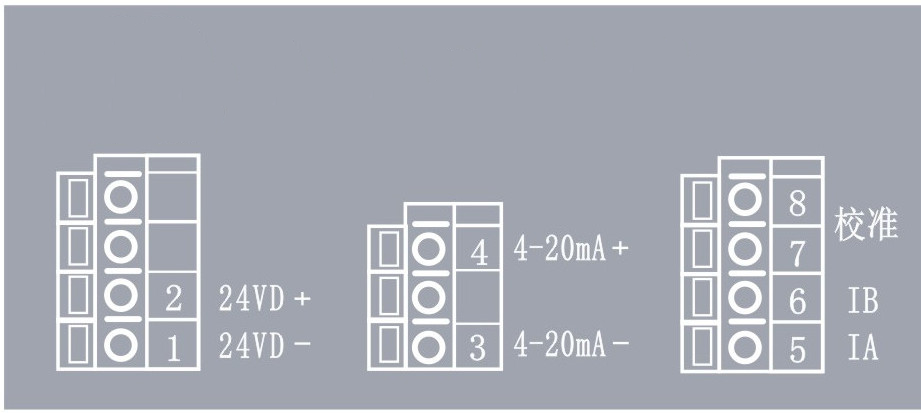 8
校准
4 4-20mA+
7
2 24VD+
6 IB
1 24VD-
3 4-20mA-
5 IA